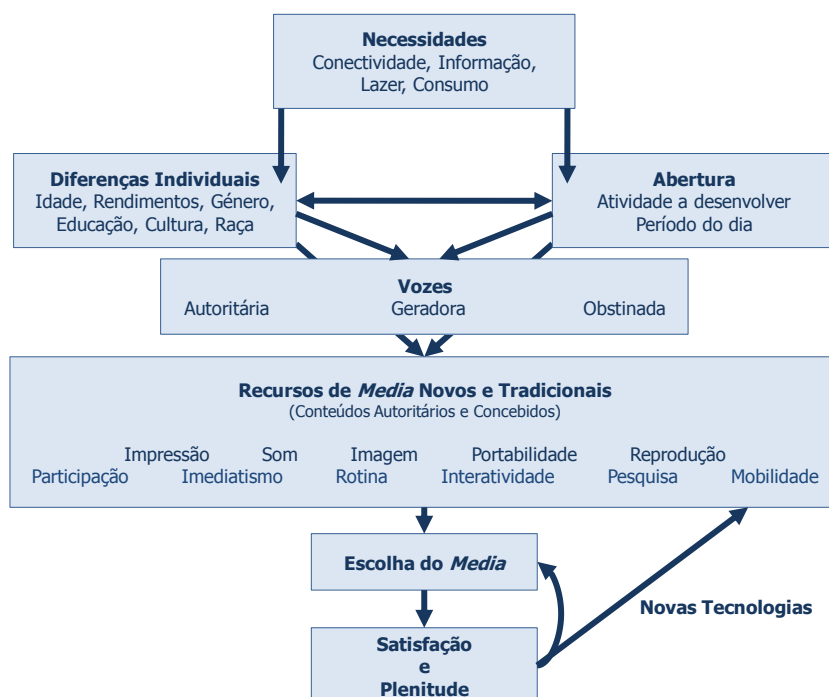 Necessidades
Conectividade, Informação,
Lazer, Consumo
Diferenças Individuais
Idade, Rendimentos, Género,
Educação, Cultura, Raça
Abertura
Atividade a desenvolver
Período do dia
Vozes
Autoritária Geradora Obstinada
Recursos de Media Novos e Tradicionais
(Conteúdos Autoritários e Concebidos)
Impressão Som Imagem Portabilidade Reprodução
Participação Imediatismo Rotina Interatividade Pesquisa Mobilidade
Escolha do Media
Novas Tecnologias
Satisfação
e
Plenitude